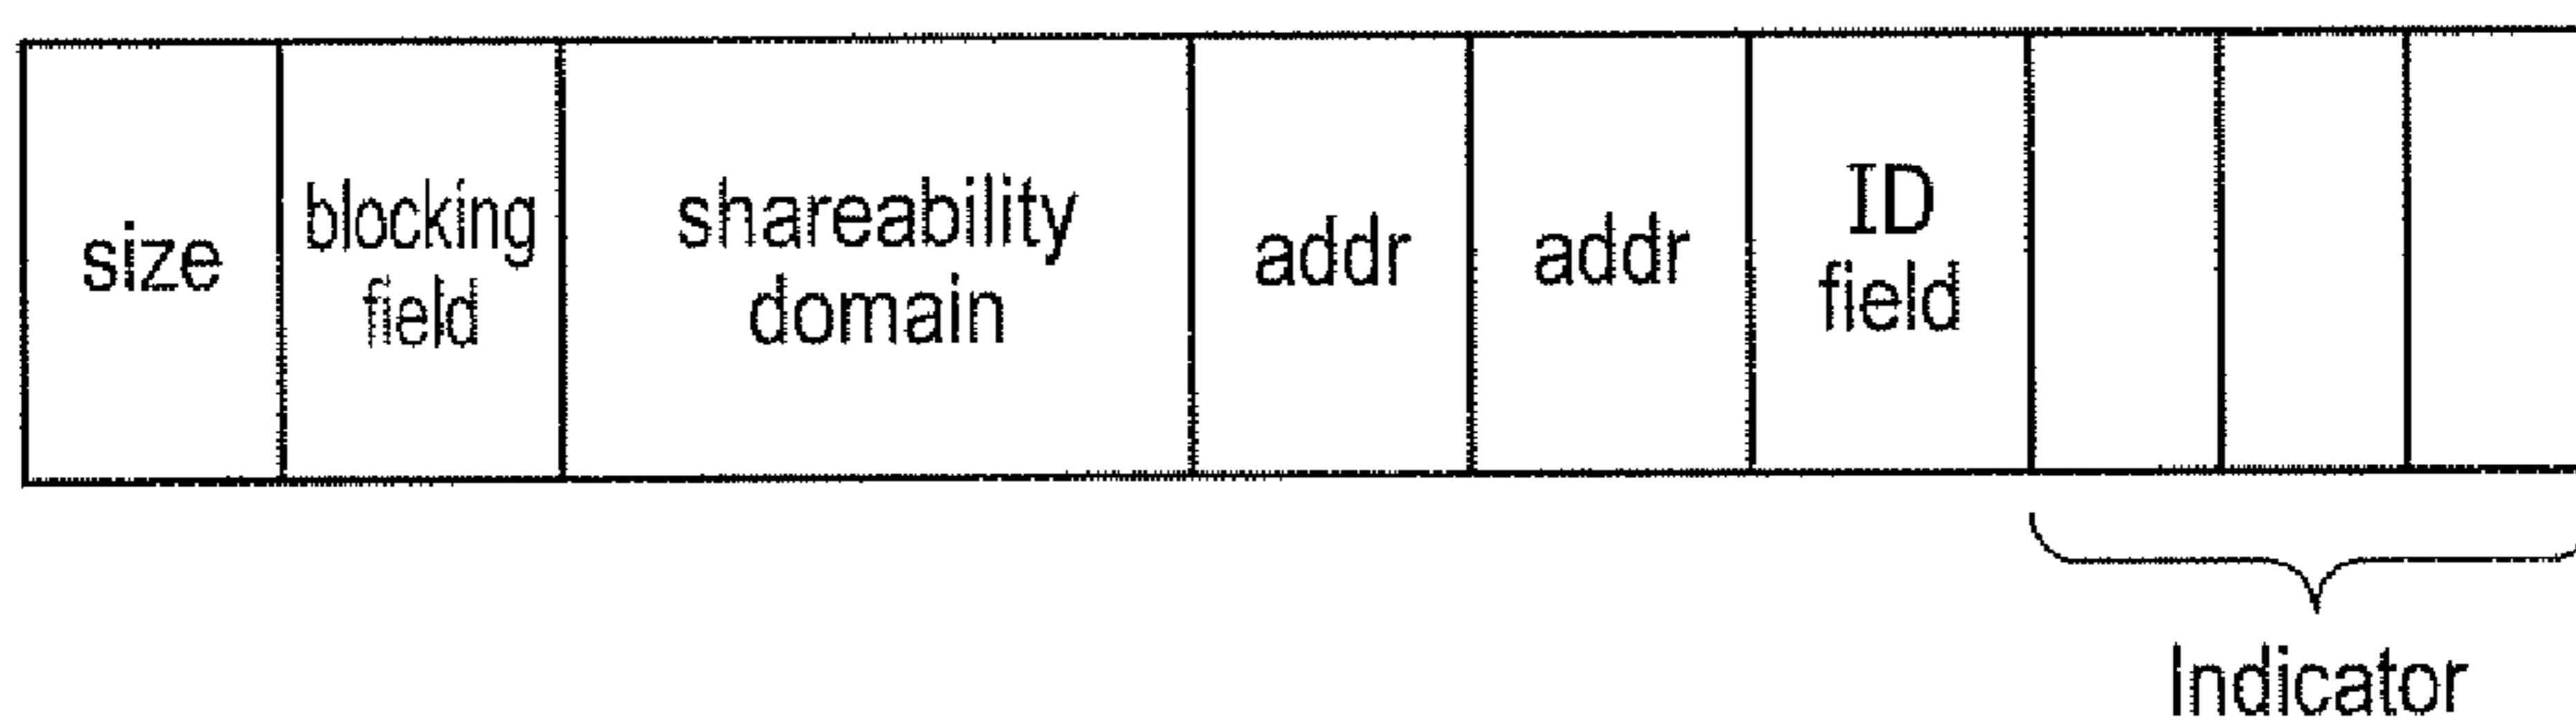 size
blocking
field
shareability
domain
addr
addr
ID
field
Indicator